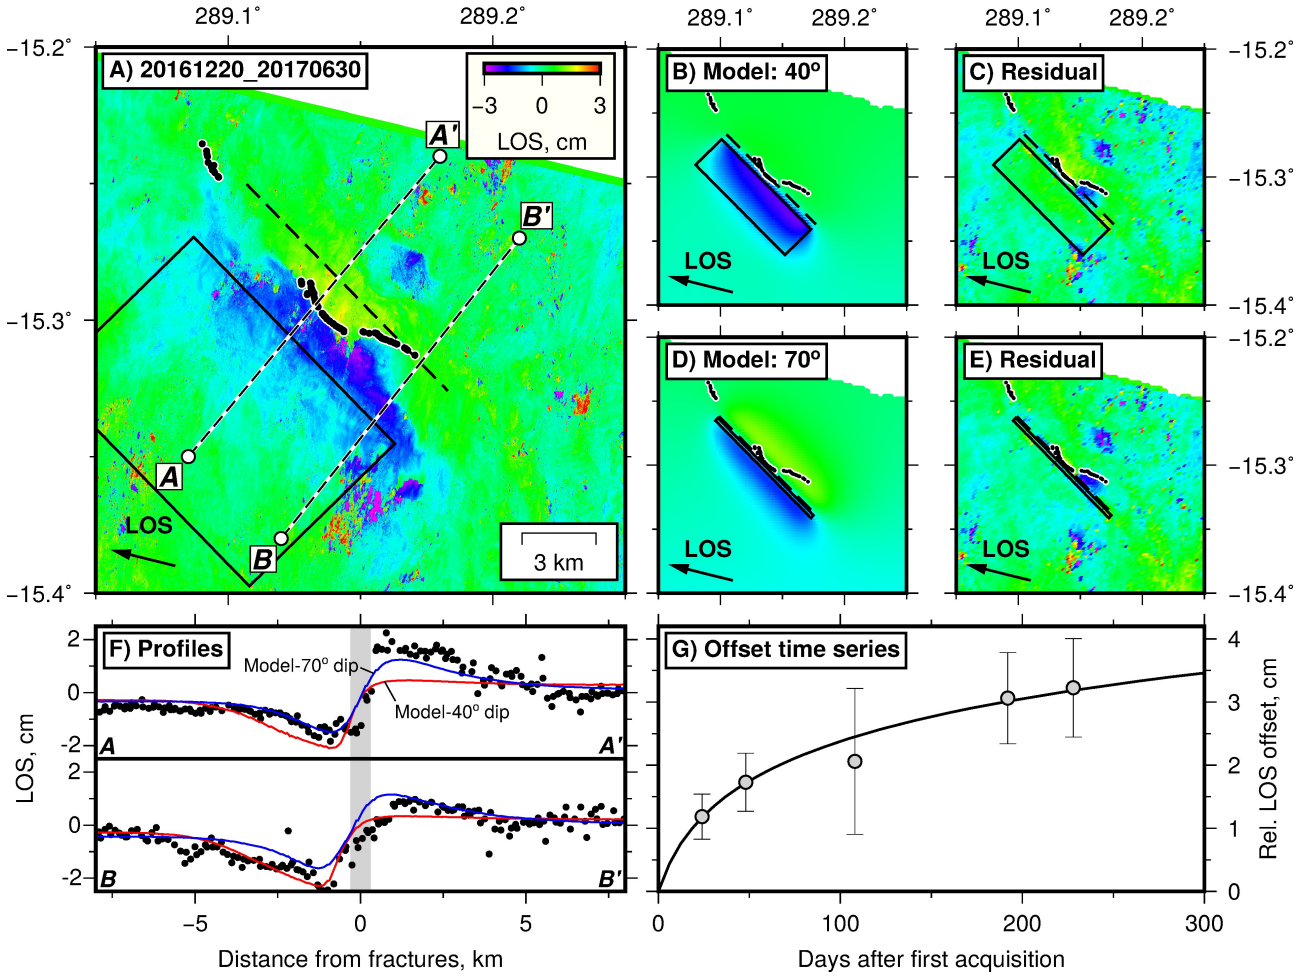 289.1˚ 289.2˚ 289.1˚ 289.2˚ 289.1˚ 289.2˚
−15.2˚ −15.2˚
A) 20161220_20170630
−3 0 3
LOS, cm
B) Model: 40º
C) Residual
A'
B'
−15.3˚ −15.3˚
LOS LOS
−15.4˚
−15.2˚
D) Model: 70º
E) Residual
A
B
LOS
3 km
−15.3˚
LOS LOS
−15.4˚ −15.4˚
F) Profiles
2
0
−2
Model-70º dip
Model-40º dip
A A'
2
0
−2
B B'
LOS, cm
−5 0 5
Distance from fractures, km
G) Offset time series
4
3
2
1
0
Rel. LOS offset, cm
0 100 200 300
Days after first acquisition